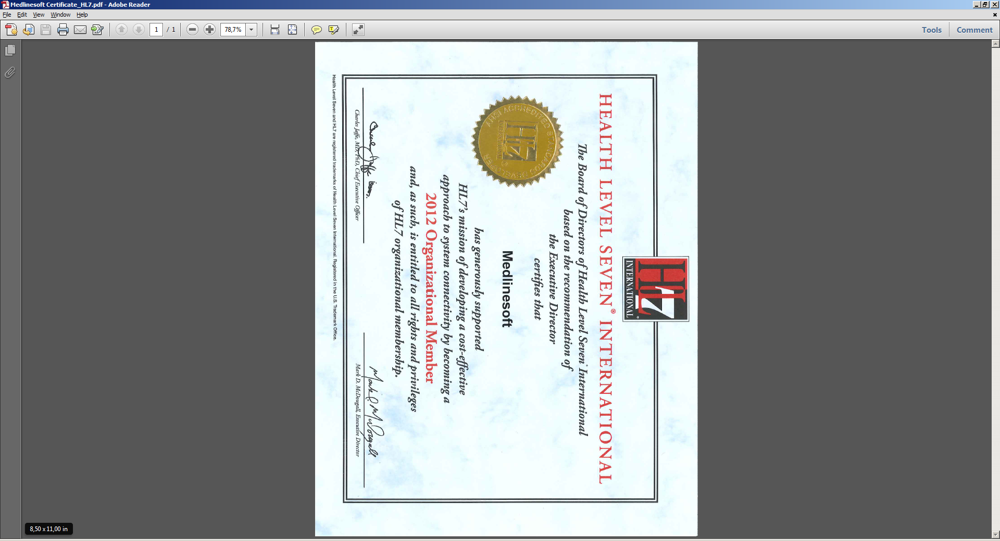 Medlinesoft Certificate_HL7.pdf - Adobe Reader
File Edit View Window Help
1 / 1 78,7% Tools Comment
HL7
INTERNATIONAL®
HEALTH LEVEL SEVEN® INTERNATIONAL
The Board of Directors of Health Level Seven® International
based on the recommendation of
the Executive Director
certifies that
Medlinesoft
has generously supported
HL7's mission of developing a cost-effective
approach to system connectivity by becoming a
2012 Organizational Member
and, as such, is entitled to all rights and privileges
of HL7 organizational membership.
ANSI ACCREDITED STANDARDS DEVELOPER
HL7
INTERNATIONAL
®
Charles Jaffe, MD, PhD, Chief Executive Officer
Mark D. McDougall
Mark D. McDougall, Executive Director
Health Level Seven and HL7 are registered trademarks of Health Level Seven International. Registered in the U.S. Trademark Office.
8,50 x 11,00 in